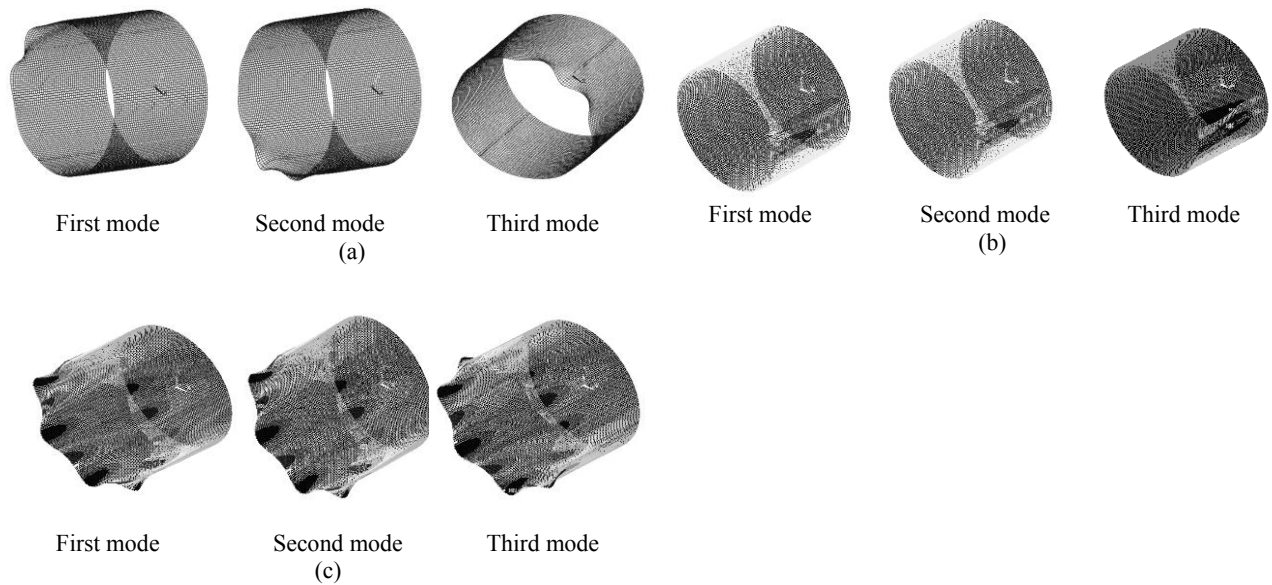 First mode Second mode Third mode First mode Second mode Third mode
(a) (b)
First mode Second mode Third mode
(c)